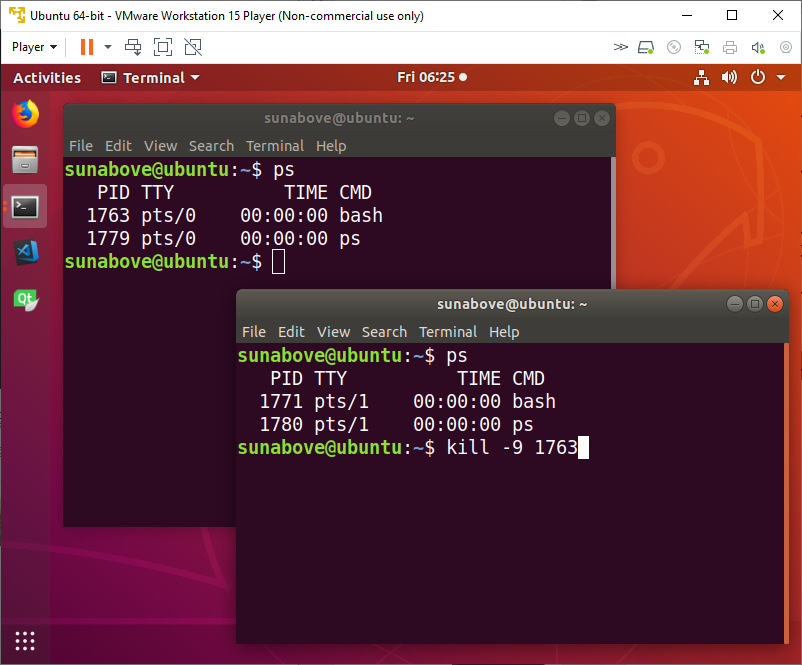 Ubuntu 64-bit - VMware Workstation 15 Player (Non-commercial use only)
Player
Activities Terminal Fri 06:25
sunabove@ubuntu: ~
File Edit View Search Terminal Help
sunabove@ubuntu:~$ ps
PID TTY TIME CMD
1763 pts/0 00:00:00 bash
1779 pts/0 00:00:00 ps
sunabove@ubuntu:~$
sunabove@ubuntu: ~
File Edit View Search Terminal Help
sunabove@ubuntu:~$ ps
PID TTY TIME CMD
1771 pts/1 00:00:00 bash
1780 pts/1 00:00:00 ps
sunabove@ubuntu:~$ kill -9 1763
Qt